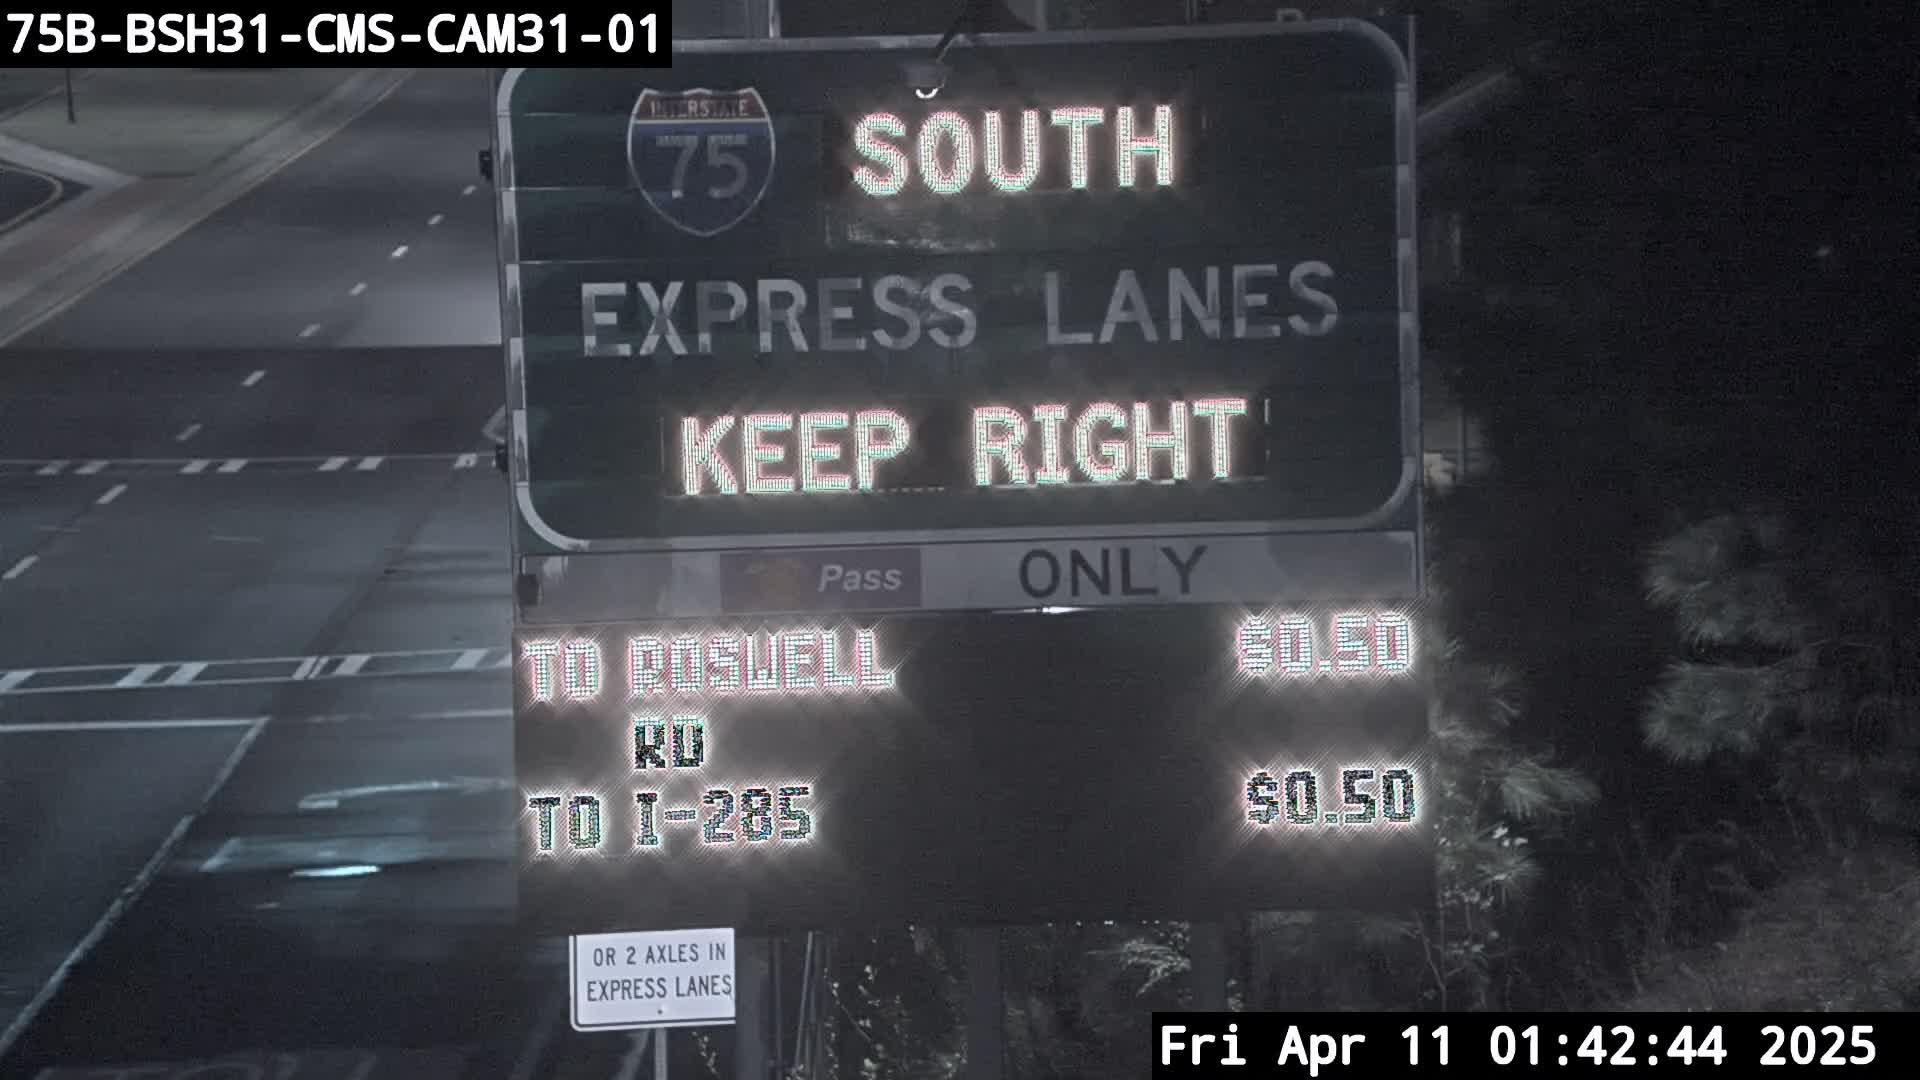 75B-BSH31-CMS-CAM31-01
INTERSTATE
75
SOUTH
EXPRESS LANES
KEEP RIGHT
Pass ONLY
TO ROSWELL $0.50
RD
TO I-285 $0.50
OR 2 AXLES IN
EXPRESS LANES
Fri Apr 11 01:42:44 2025